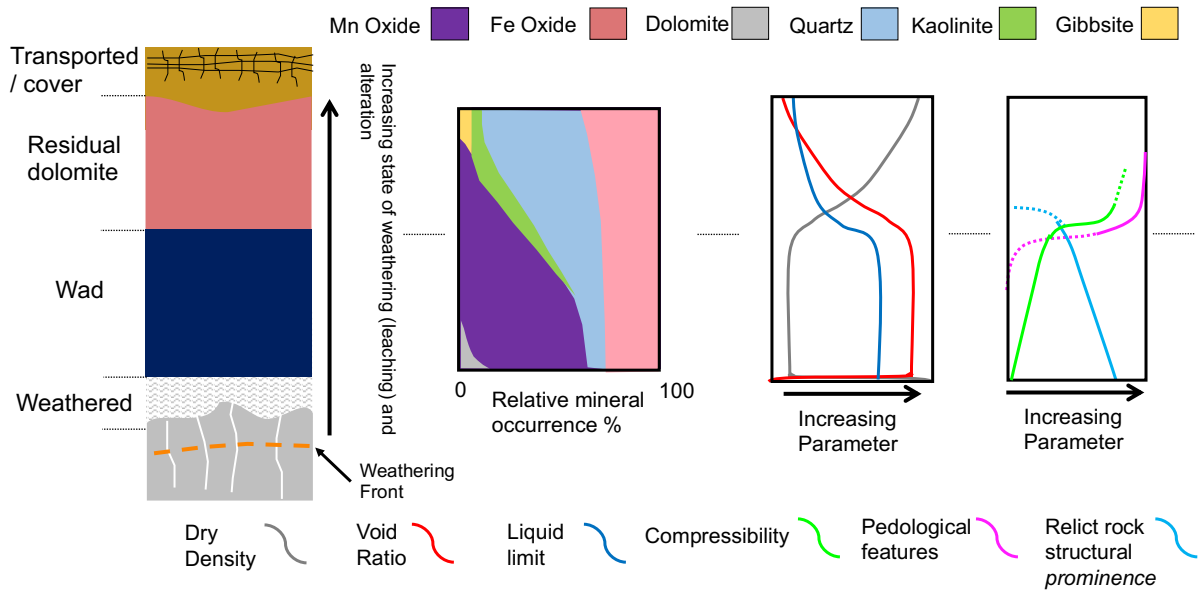 Mn Oxide
Fe Oxide
Dolomite
Quartz
Kaolinite
Gibbsite
Transported
/ cover
Residual
dolomite
Wad
Weathered
Increasing state of weathering (leaching) and
alteration
Weathering
Front
0
100
Relative mineral
occurrence %
Increasing
Parameter
Increasing
Parameter
Dry
Density
Void
Ratio
Liquid
limit
Compressibility
Pedological
features
Relict rock
structural
prominence